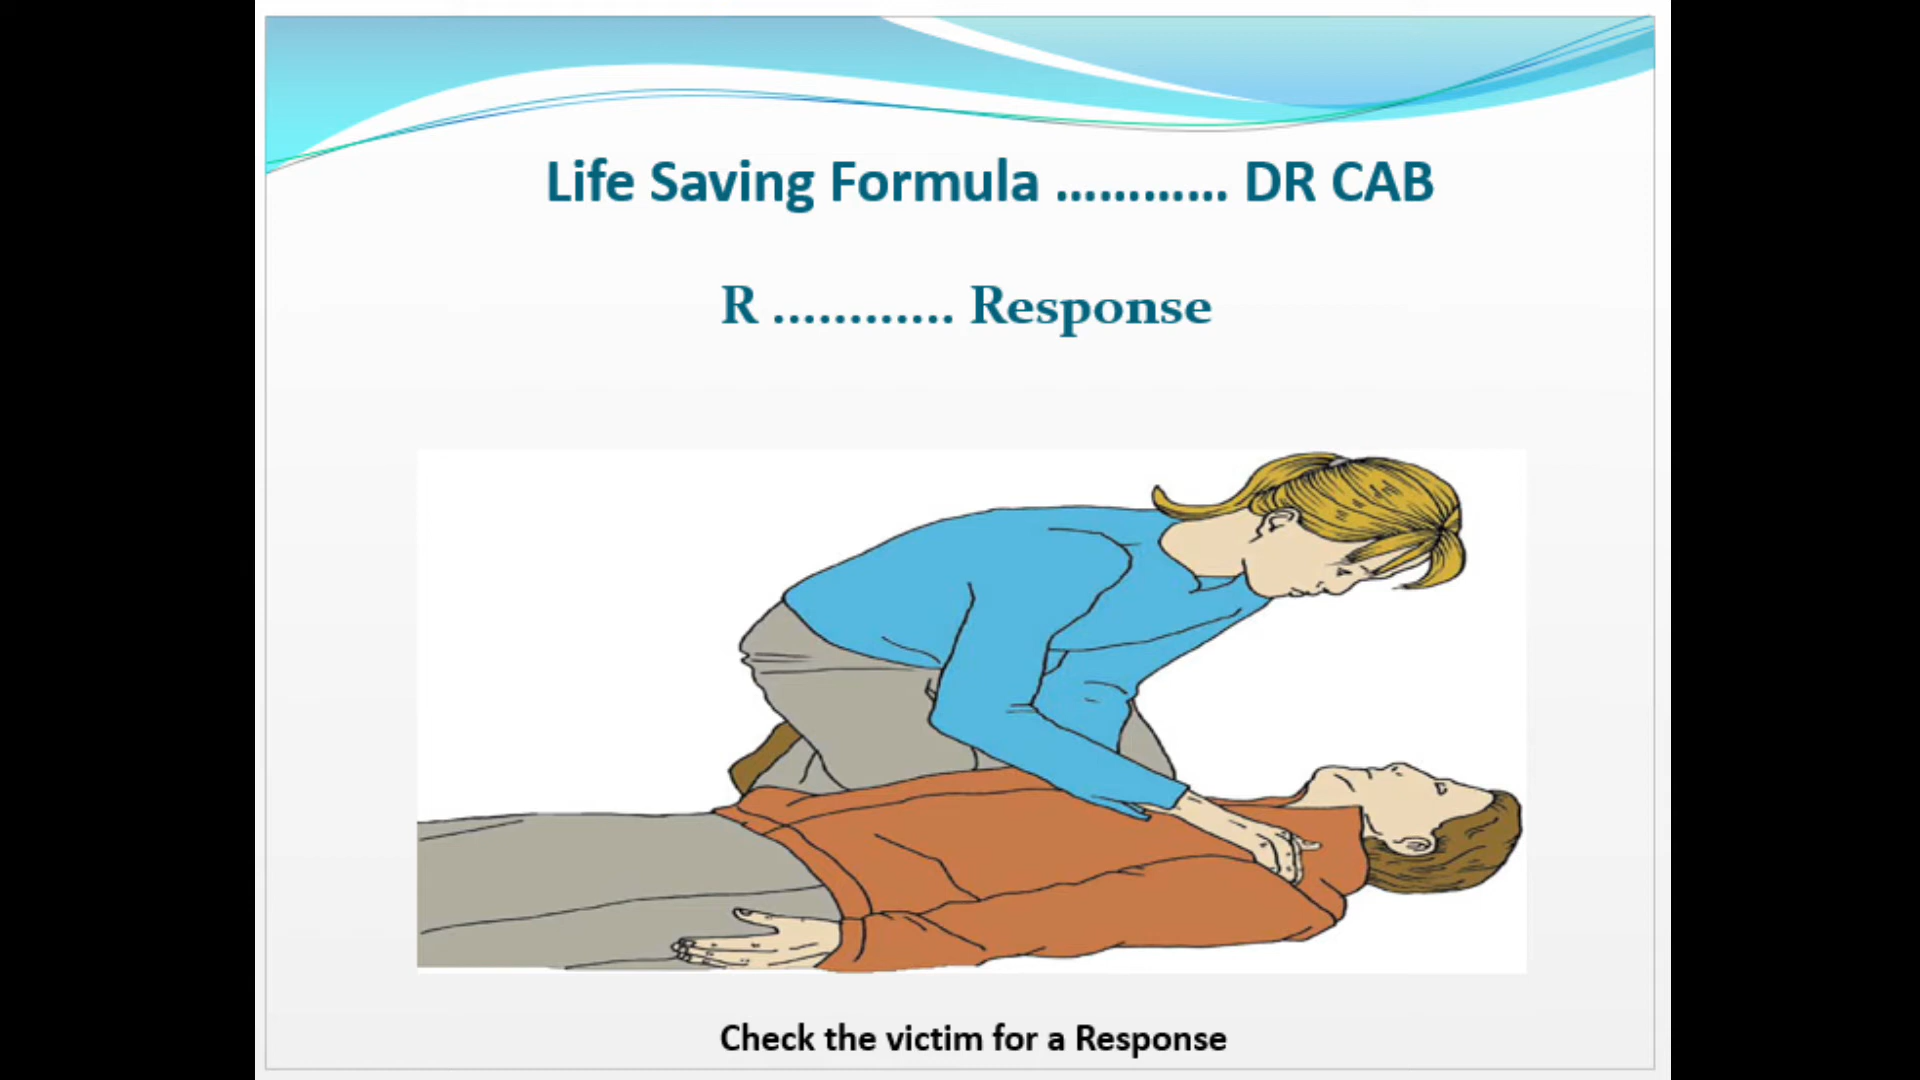 Life Saving Formula ............ DR CAB
R ............ Response
Check the victim for a Response